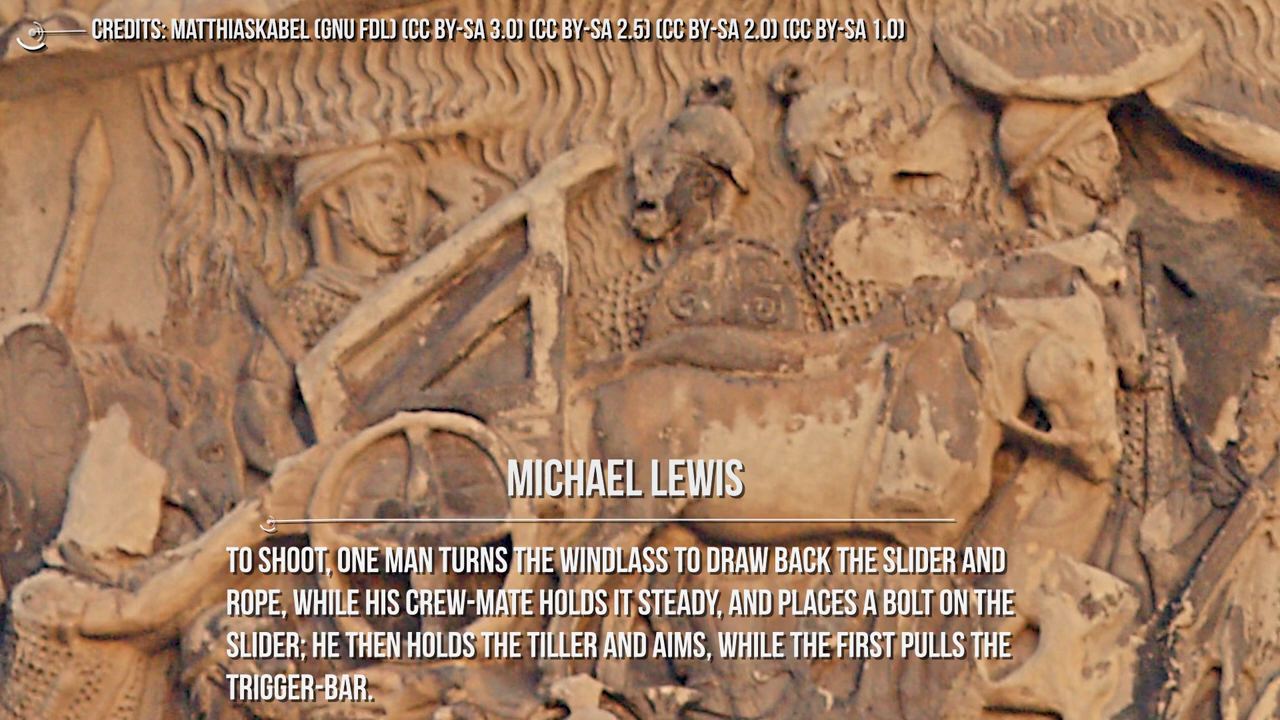 CREDITS: MATTHIASKABEL (GNU FDL) (CC BY-SA 3.0) (CC BY-SA 2.5) (CC BY-SA 2.0) (CC BY-SA 1.0)
MICHAEL LEWIS
TO SHOOT, ONE MAN TURNS THE WINDLASS TO DRAW BACK THE SLIDER AND
ROPE, WHILE HIS CREW-MATE HOLDS IT STEADY, AND PLACES A BOLT ON THE
SLIDER; HE THEN HOLDS THE TILLER AND AIMS, WHILE THE FIRST PULLS THE
TRIGGER-BAR.